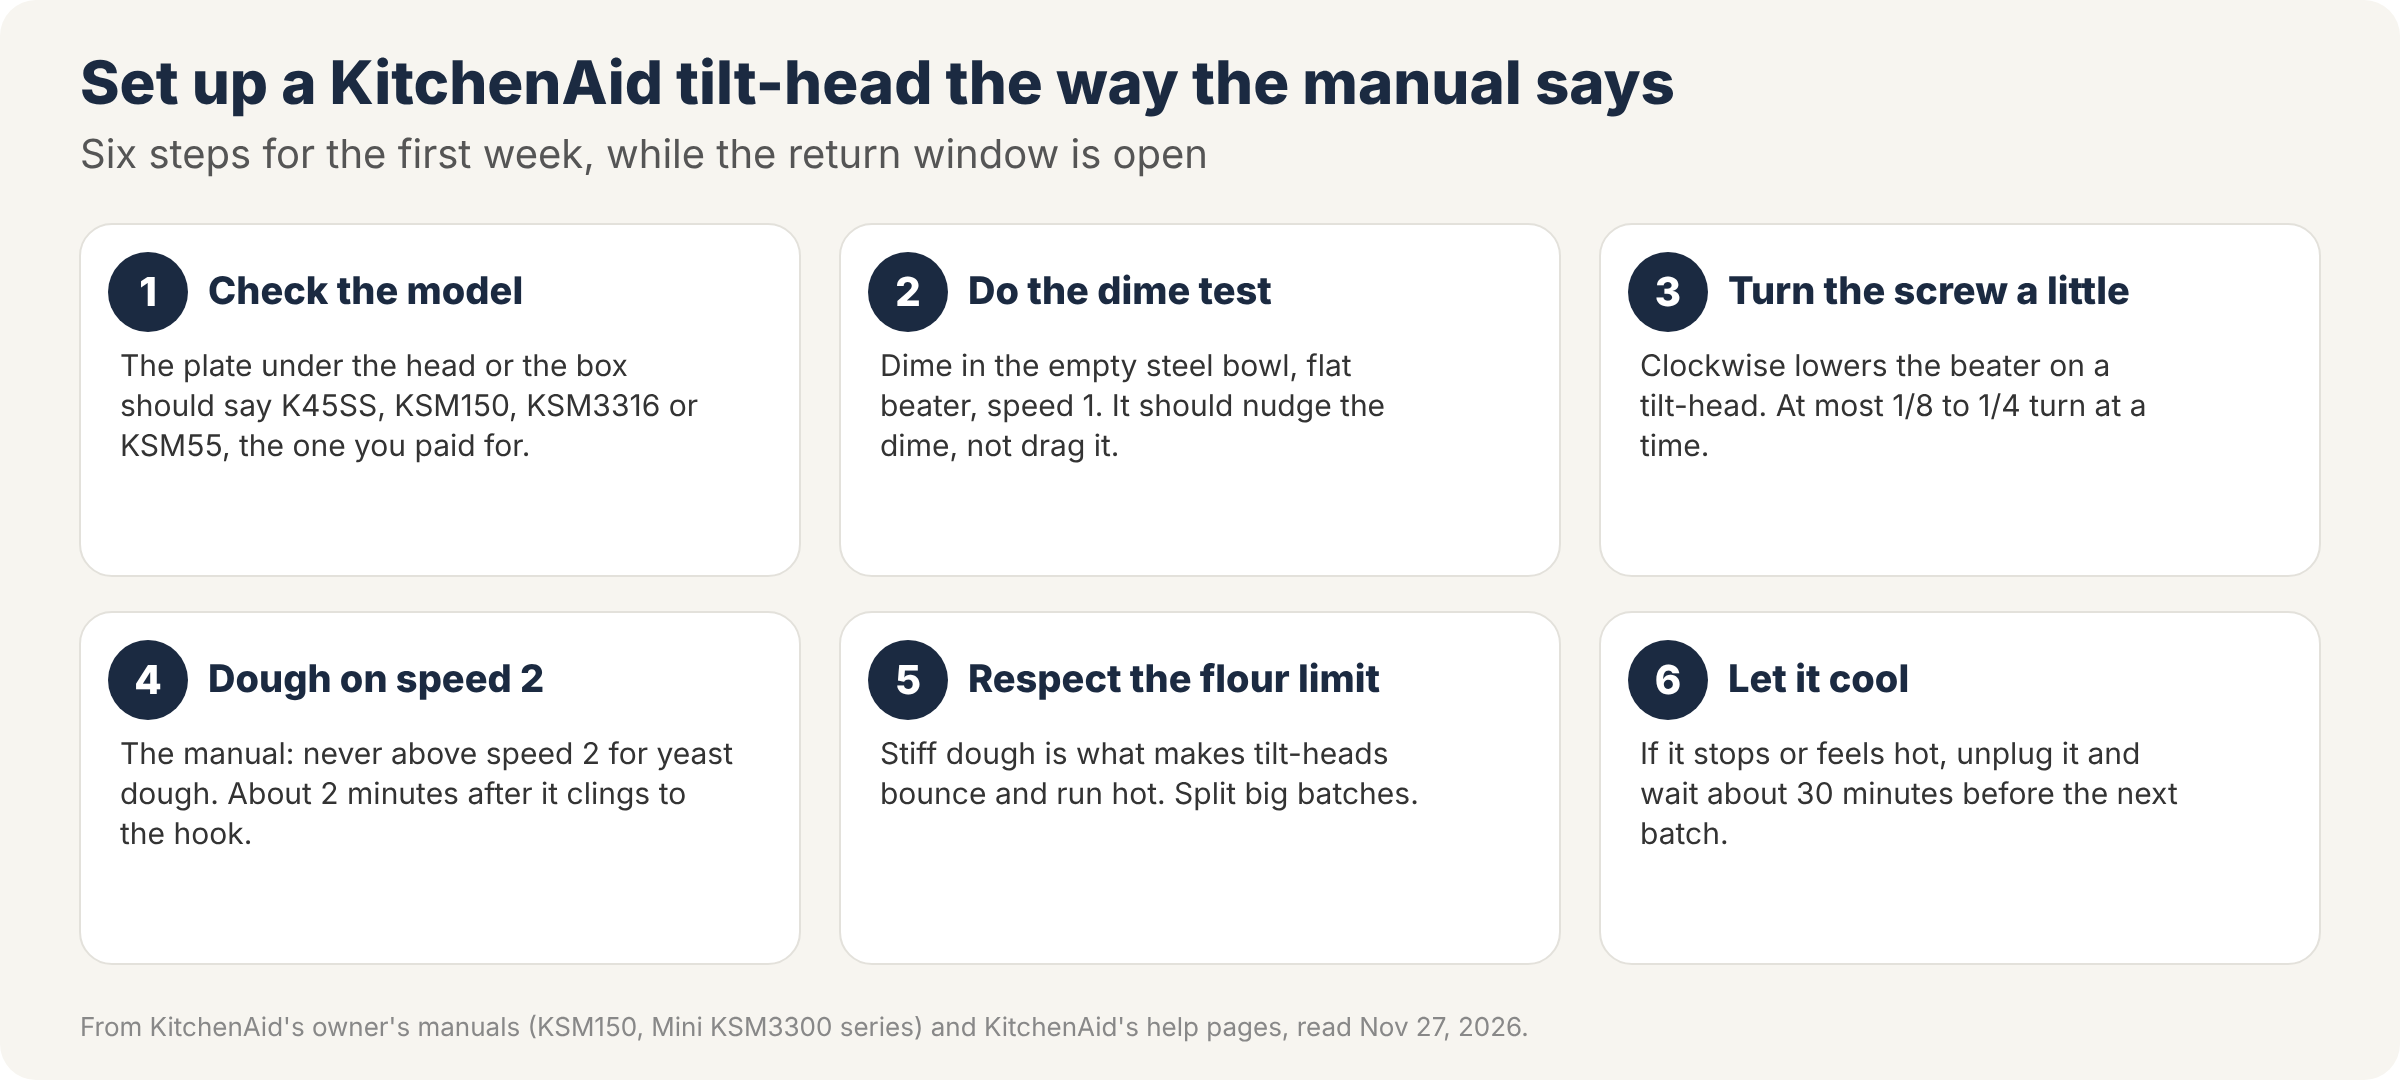 Set up a KitchenAid tilt-head the way the manual says
Six steps for the first week, while the return window is open
1 Check the model
The plate under the head or the box
should say K45SS, KSM150, KSM3316 or
KSM55, the one you paid for.
2 Do the dime test
Dime in the empty steel bowl, flat
beater, speed 1. It should nudge the
dime, not drag it.
3 Turn the screw a little
Clockwise lowers the beater on a
tilt-head. At most 1/8 to 1/4 turn at a
time.
4 Dough on speed 2
The manual: never above speed 2 for yeast
dough. About 2 minutes after it clings to
the hook.
5 Respect the flour limit
Stiff dough is what makes tilt-heads
bounce and run hot. Split big batches.
6 Let it cool
If it stops or feels hot, unplug it and
wait about 30 minutes before the next
batch.
From KitchenAid's owner's manuals (KSM150, Mini KSM3300 series) and KitchenAid's help pages, read Nov 27, 2026.